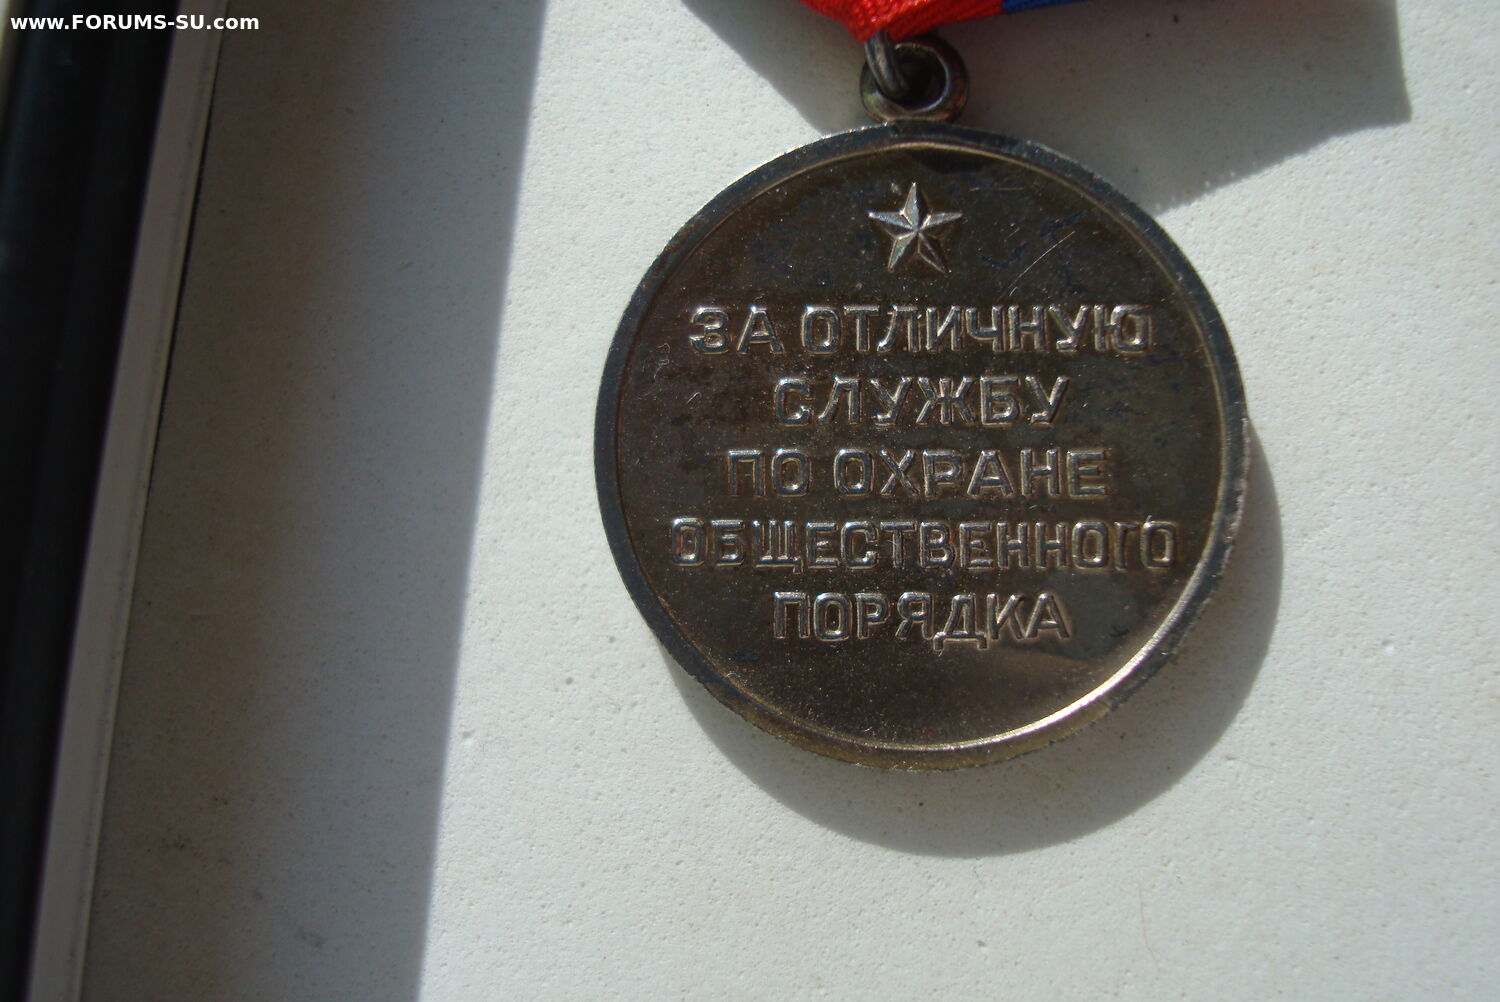 www.FORUMS-SU.com
ЗА ОТЛИЧНУЮ
СЛУЖБУ
ПО ОХРАНЕ
ОБЩЕСТВЕННОГО
ПОРЯДКА